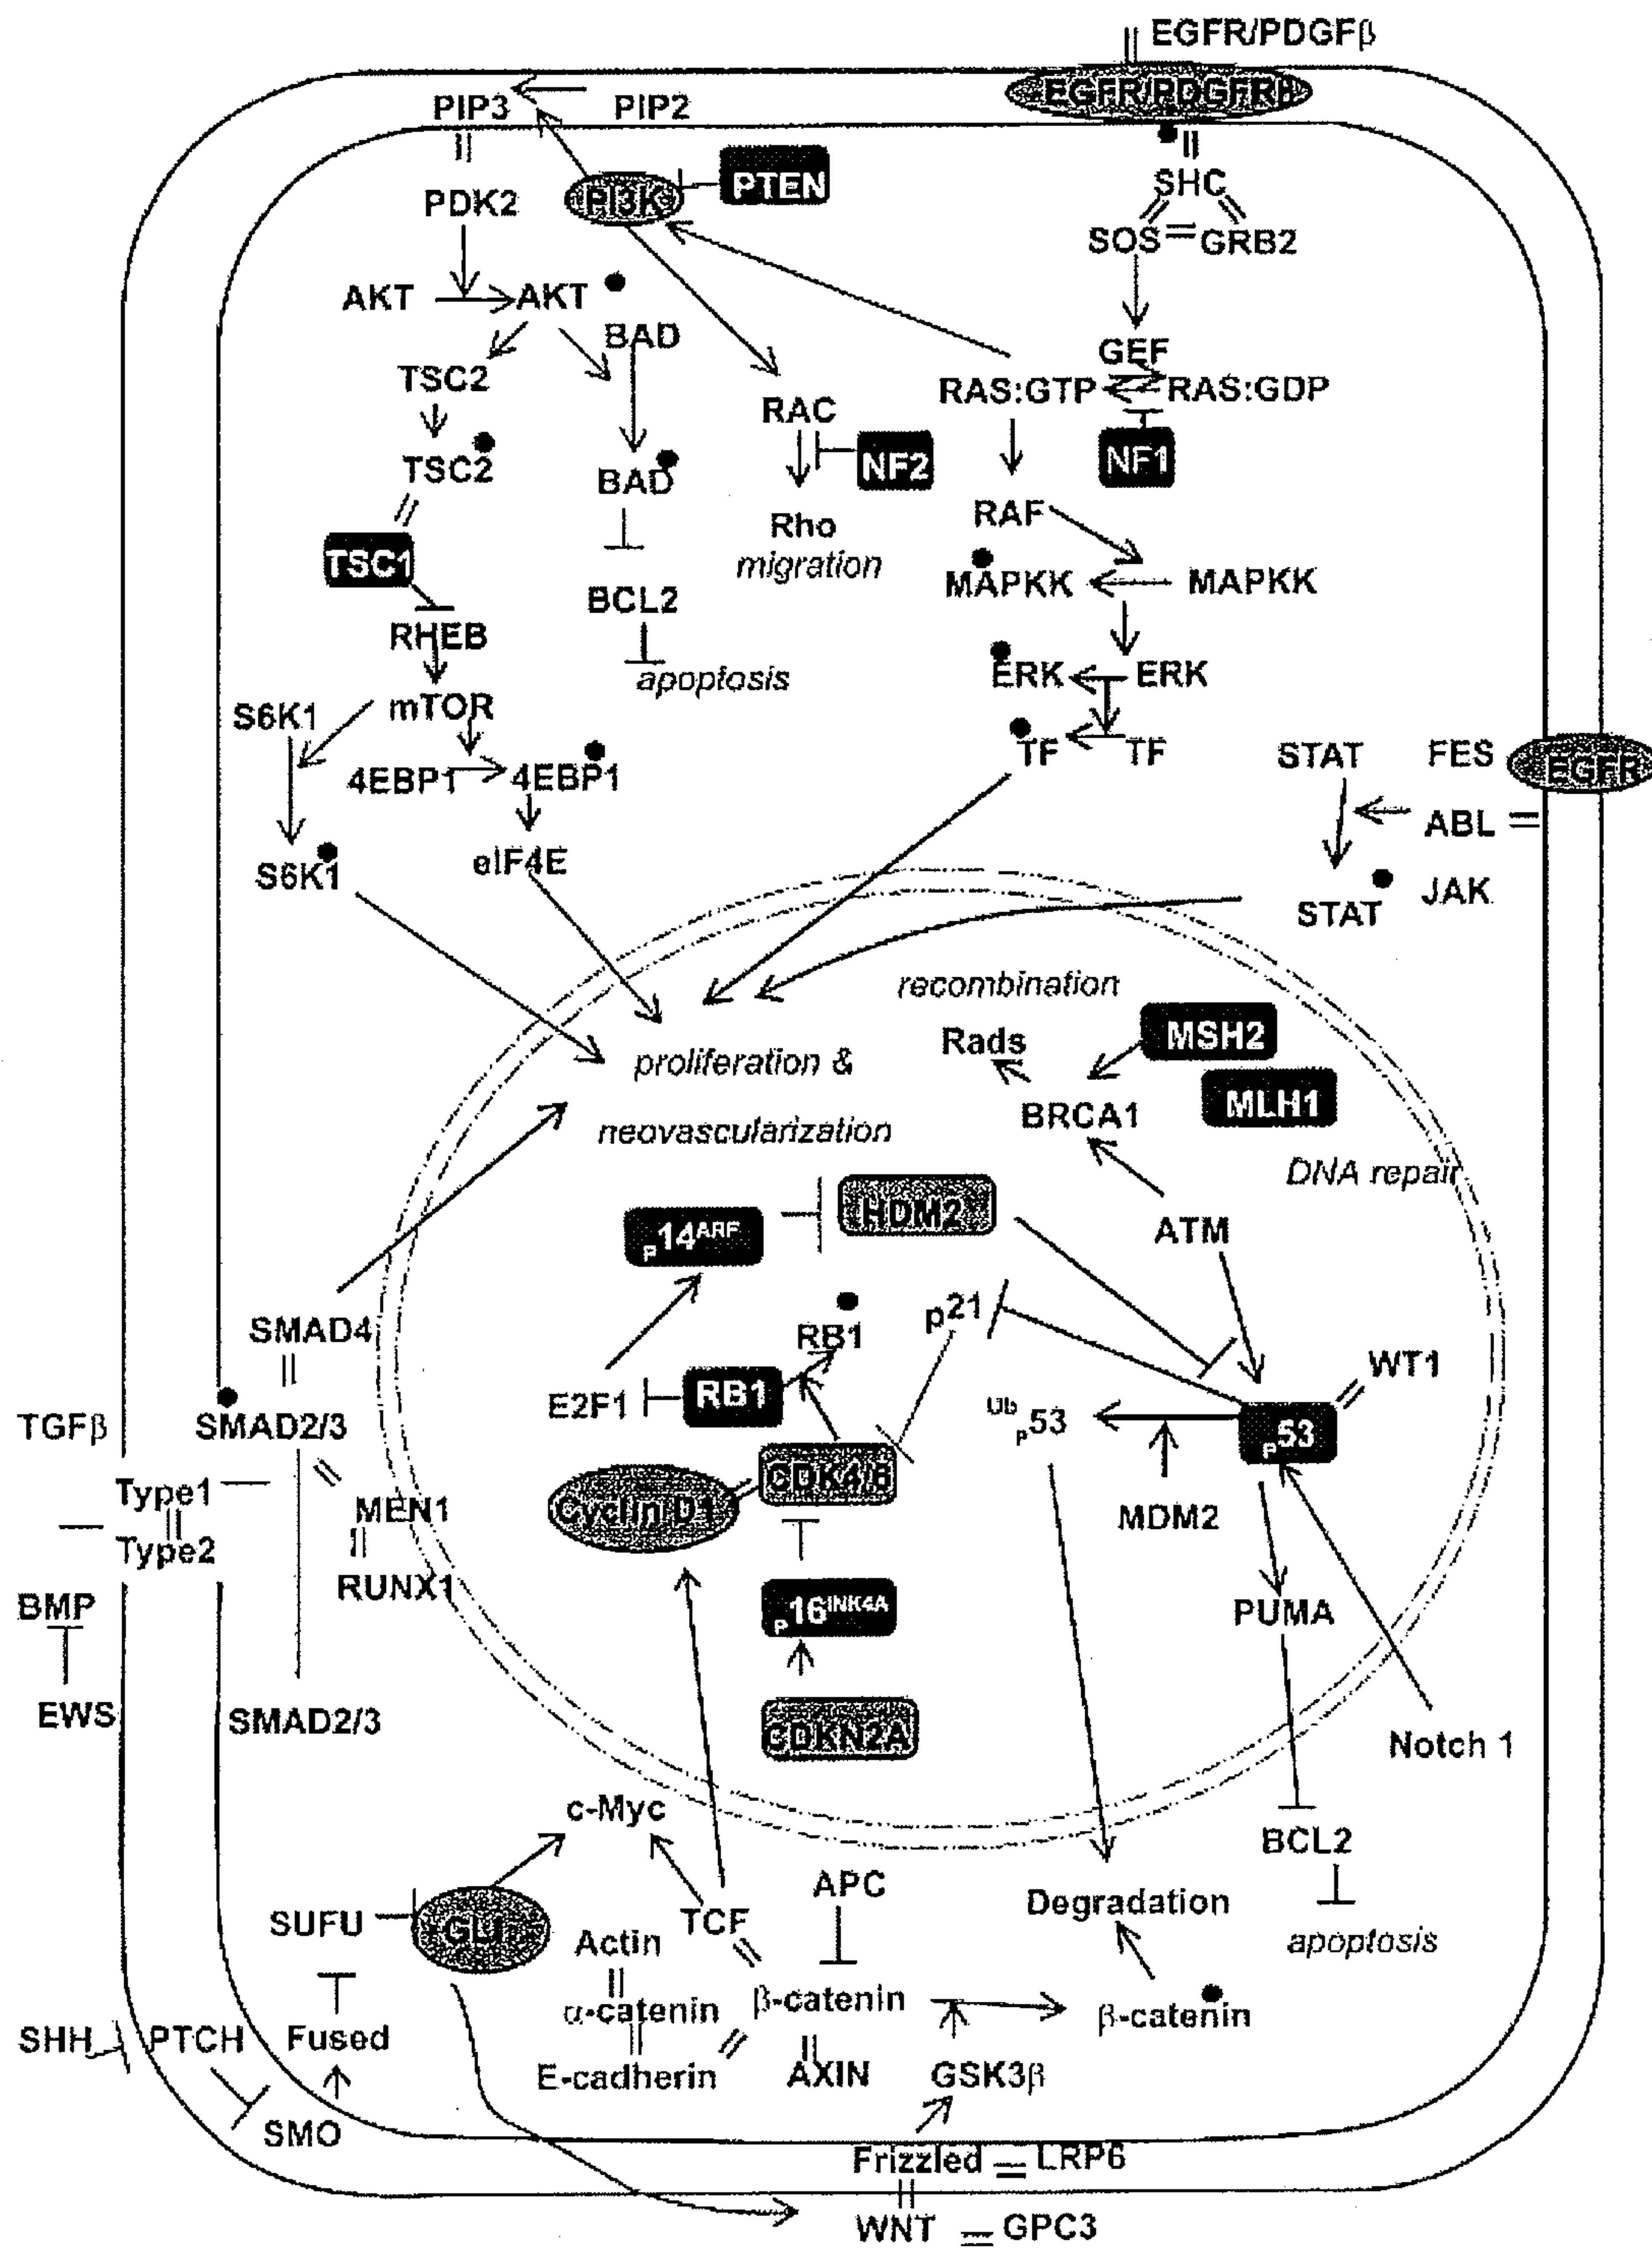 EGFR/PDGFβ
EGFR/PDGFRβ
PIP3
PIP2
PTEN
PI3K
SHC
PDK2
SOS
GRB2
AKT
AKT
BAD
GEF
TSC2
RAS:GTP
RAS:GDP
RAC
NF2
NF1
TSC2
BAD
RAF
Rho
migration
TSC1
MAPKK
MAPKK
BCL2
RHEB
apoptosis
ERK
ERK
S6K1
mTOR
TF
TF
STAT
FES
EGFR
4EBP1
4EBP1
ABL
eIF4E
S6K1
JAK
STAT
recombination
Rads
MSH2
proliferation &
MLH1
BRCA1
neovascularization
DNA repair
HDM2
p14ARF
ATM
p21
SMAD4
RB1
WT1
E2F1
RB1
Ub
p53
p53
TGFβ
SMAD2/3
CDK4/6
Type1
MEN1
Cyclin D1
MDM2
Type2
RUNX1
BMP
p16INK4A
PUMA
EWS
SMAD2/3
CDKN2A
Notch 1
c-Myc
BCL2
APC
Degradation
SUFU
GLI
TCF
Actin
apoptosis
β-catenin
α-catenin
β-catenin
SHH
PTCH
Fused
E-cadherin
AXIN
GSK3β
SMO
Frizzled
LRP6
WNT
GPC3